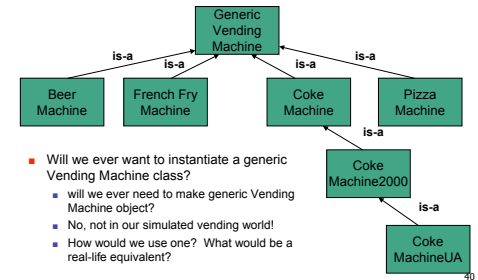 Generic
Vending
Machine
is-a
is-a
is-a
is-a
Beer
Machine
French Fry
Machine
Coke
Machine
Pizza
Machine
is-a
Coke
Machine2000
is-a
Coke
MachineUA
Will we ever want to instantiate a generic
Vending Machine class?
will we ever need to make generic Vending
Machine object?
No, not in our simulated vending world!
How would we use one? What would be a
real-life equivalent?
40